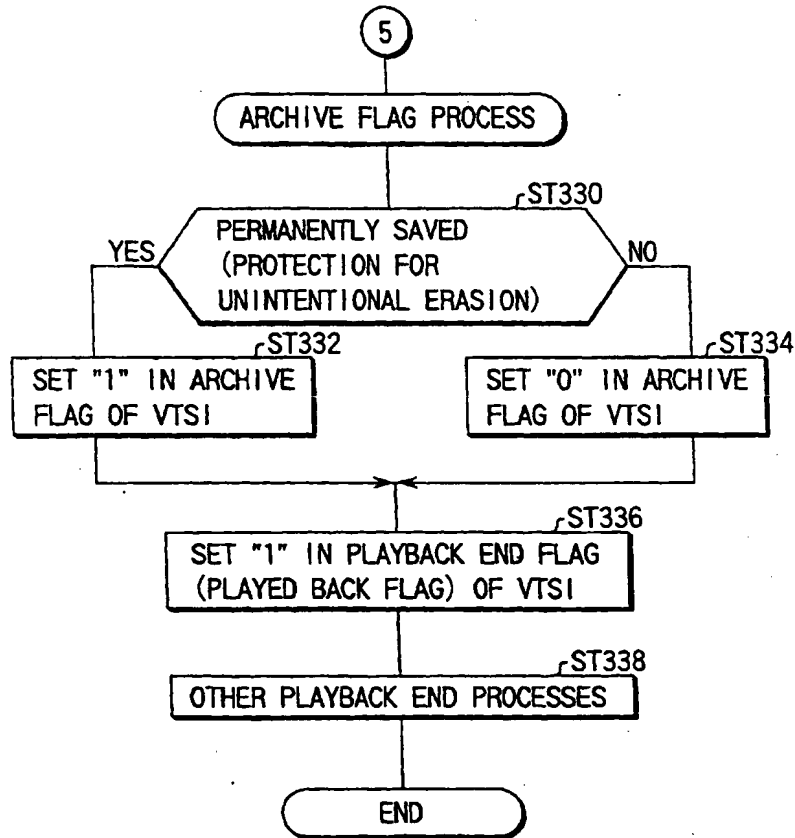 5
ARCHIVE FLAG PROCESS
ST330
PERMANENTLY SAVED
(PROTECTION FOR
UNINTENTIONAL ERASION)
YES
NO
ST332
SET "1" IN ARCHIVE
FLAG OF VTSI
ST334
SET "0" IN ARCHIVE
FLAG OF VTSI
ST336
SET "1" IN PLAYBACK END FLAG
(PLAYED BACK FLAG) OF VTSI
ST338
OTHER PLAYBACK END PROCESSES
END